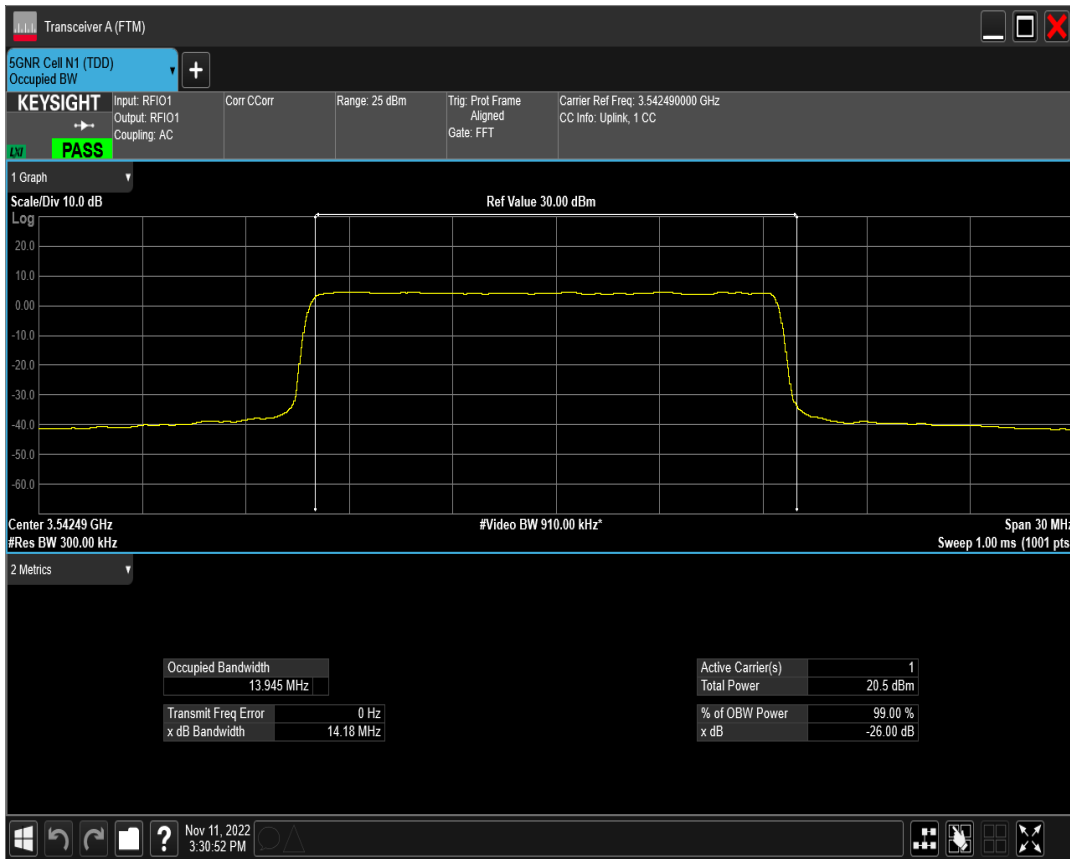 Transceiver A (FTM)
5GNR Cell N1 (TDD)
Occupied BW
+
KEYSIGHT
Input: RFIO1
Output: RFIO1
Coupling: AC
LXI
PASS
Corr CCorr
Range: 25 dBm
Trig: Prot Frame
Aligned
Gate: FFT
Carrier Ref Freq: 3.542490000 GHz
CC Info: Uplink, 1 CC
1 Graph
Scale/Div 10.0 dB
Ref Value 30.00 dBm
Log
20.0
10.0
0.00
-10.0
-20.0
-30.0
-40.0
-50.0
-60.0
Center 3.54249 GHz
#Video BW 910.00 kHz*
Span 30 MHz
#Res BW 300.00 kHz
Sweep 1.00 ms (1001 pts
2 Metrics
Occupied Bandwidth
13.945 MHz
Transmit Freq Error 0 Hz
x dB Bandwidth 14.18 MHz
Active Carrier(s) 1
Total Power 20.5 dBm
% of OBW Power 99.00 %
x dB -26.00 dB
?
Nov 11, 2022
3:30:52 PM